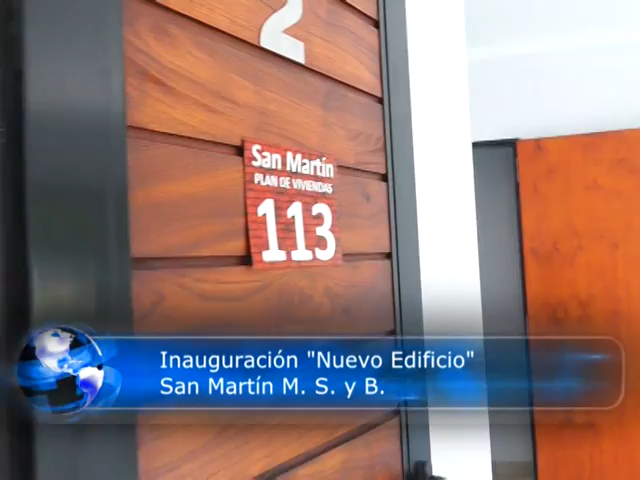 2
San Martín
PLAN DE VIVIENDAS
113
Inauguración "Nuevo Edificio"
San Martín M. S. y B.